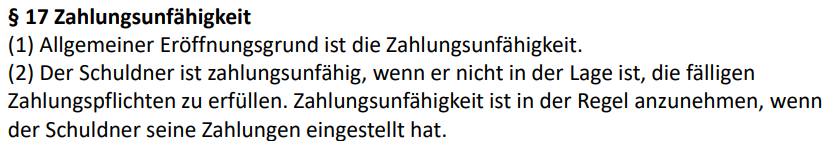 § 17 Zahlungsunfähigkeit
(1) Allgemeiner Eröffnungsgrund ist die Zahlungsunfähigkeit.
(2) Der Schuldner ist zahlungsunfähig, wenn er nicht in der Lage ist, die fälligen
Zahlungspflichten zu erfüllen. Zahlungsunfähigkeit ist in der Regel anzunehmen, wenn
der Schuldner seine Zahlungen eingestellt hat.